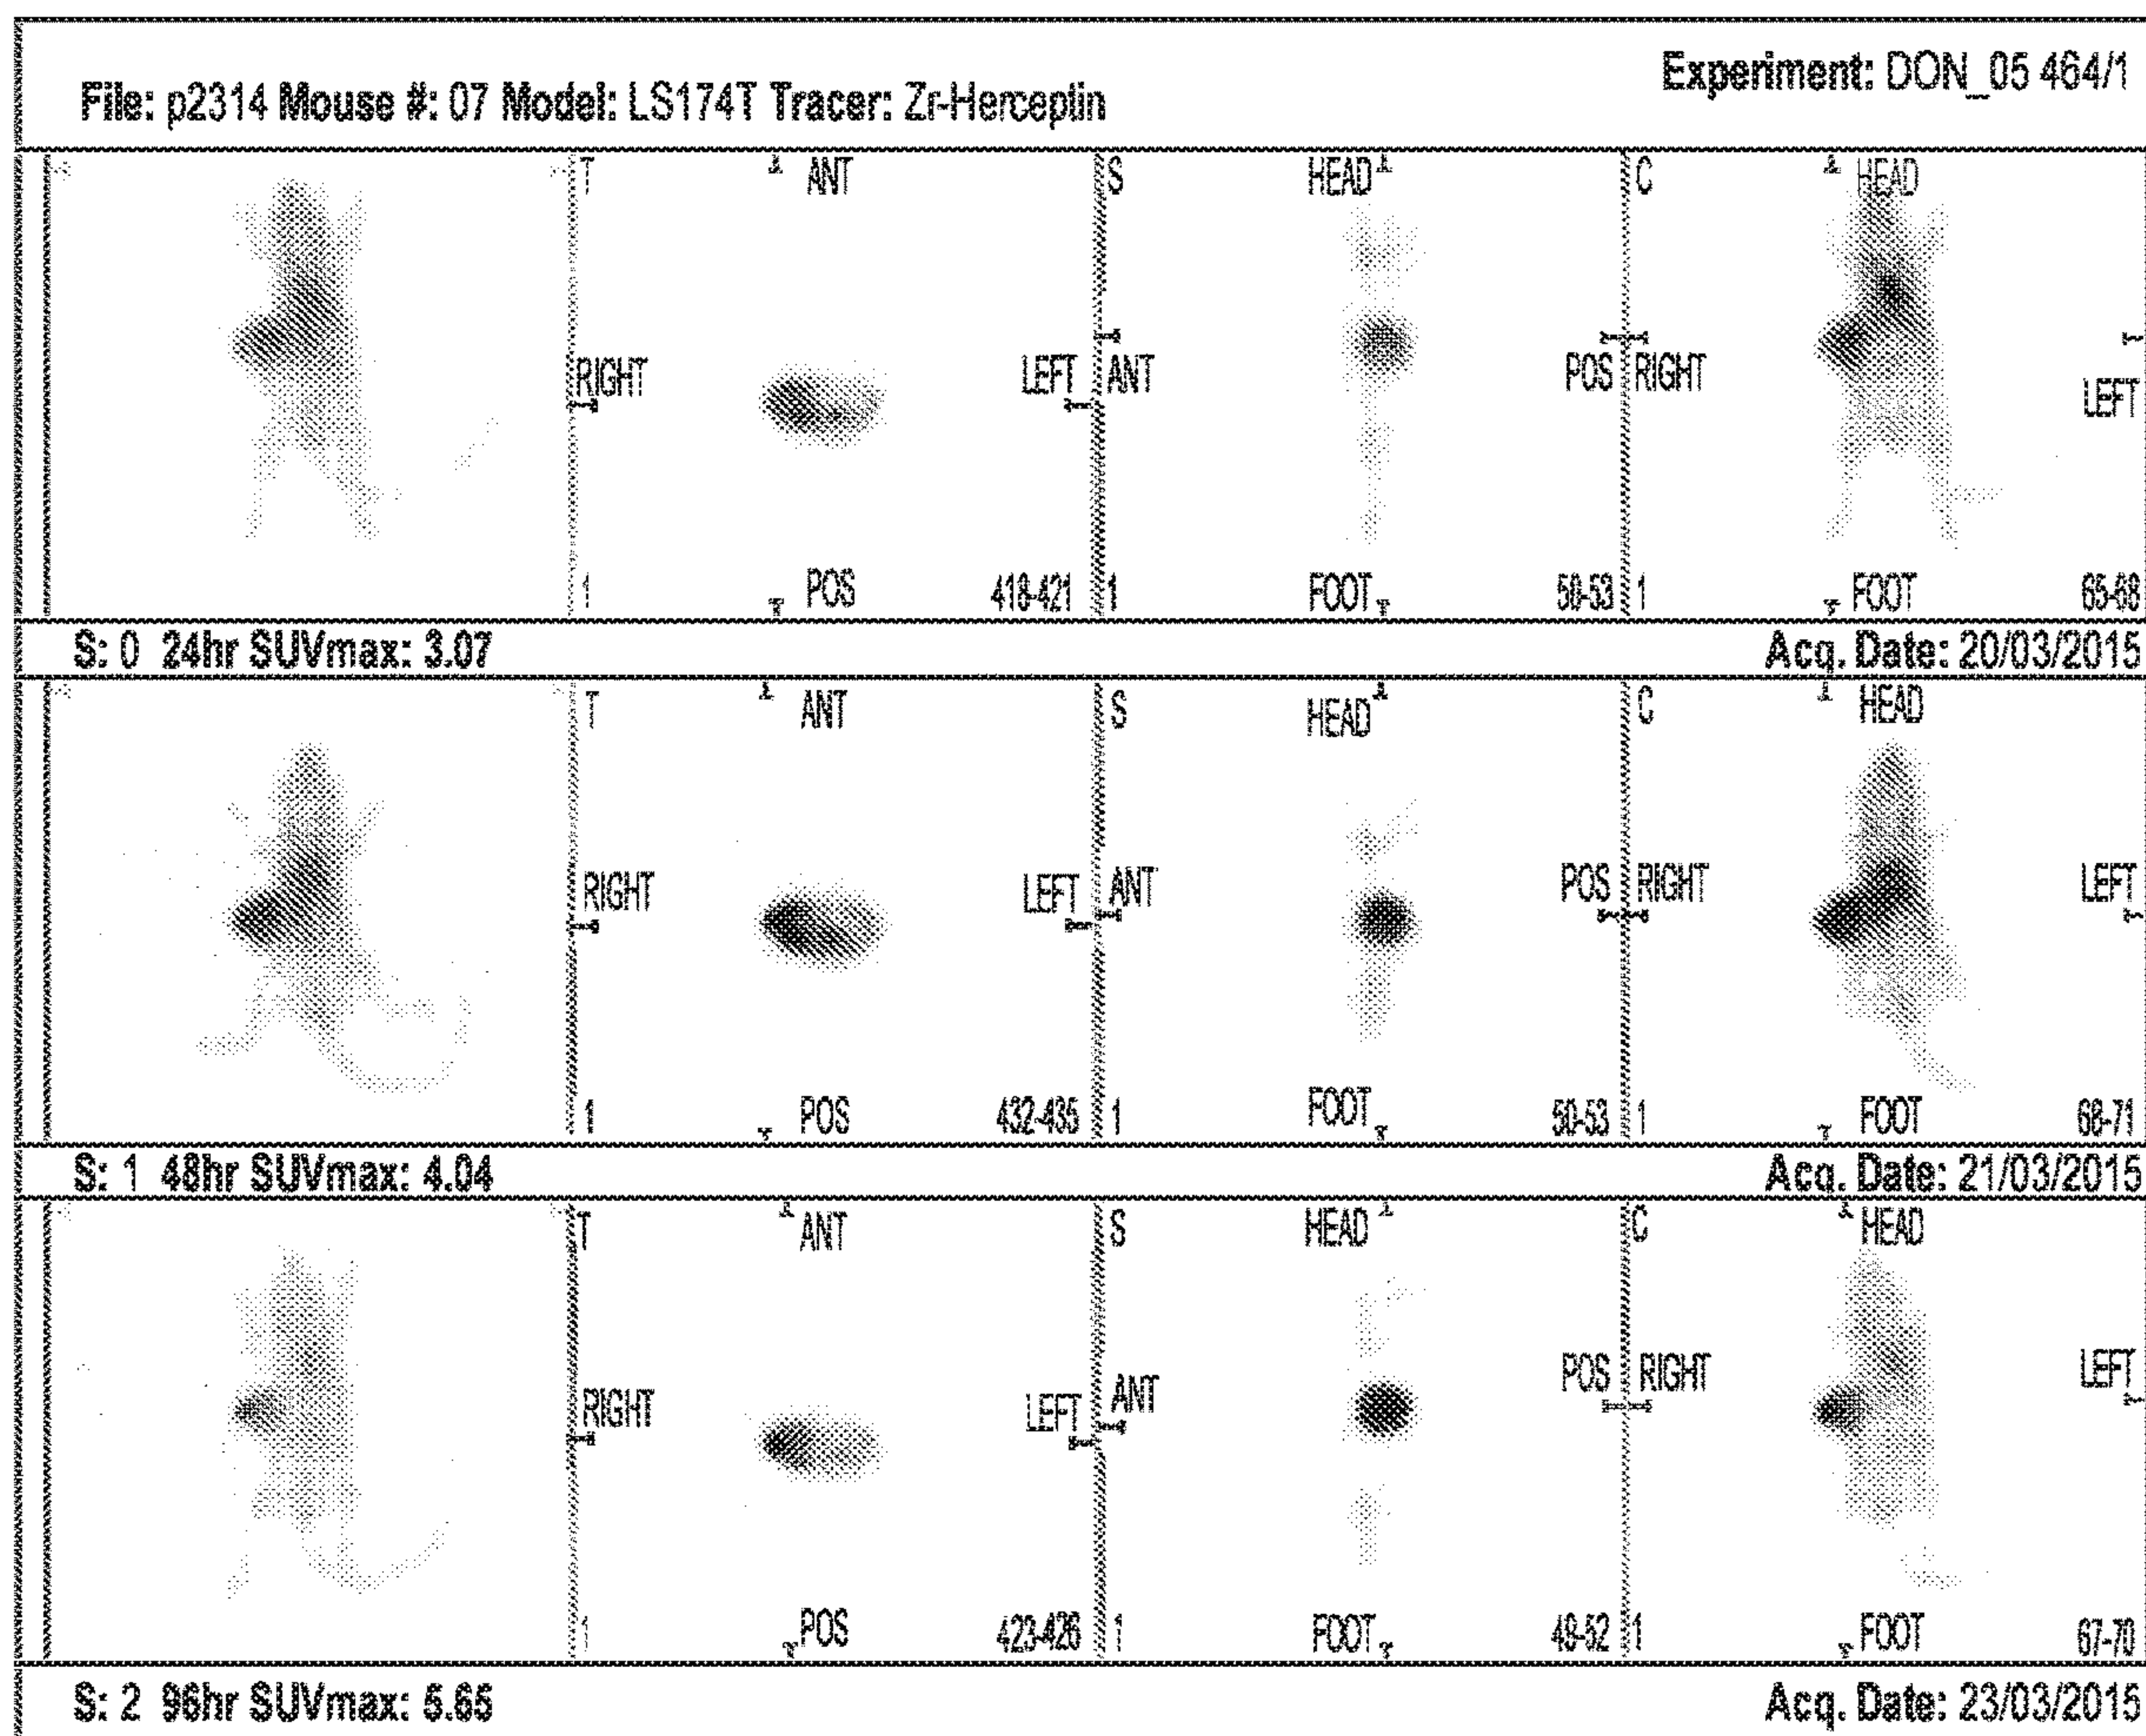 Experiment: DON_05 464/1
File: p2314 Mouse #: 07 Model: LS174T Tracer: Zr-Herceptin
T ANT S HEAD C HEAD
RIGHT LEFT ANT POS RIGHT LEFT
1 POS 418-421 1 FOOT 50-53 1 FOOT 65-68
S: 0 24hr SUVmax: 3.07 Acq. Date: 20/03/2015
T ANT S HEAD C HEAD
RIGHT LEFT ANT POS RIGHT LEFT
1 POS 432-435 1 FOOT 50-53 1 FOOT 68-71
S: 1 48hr SUVmax: 4.04 Acq. Date: 21/03/2015
T ANT S HEAD C HEAD
RIGHT LEFT ANT POS RIGHT LEFT
1 POS 423-426 1 FOOT 49-52 1 FOOT 67-70
S: 2 96hr SUVmax: 5.65 Acq. Date: 23/03/2015